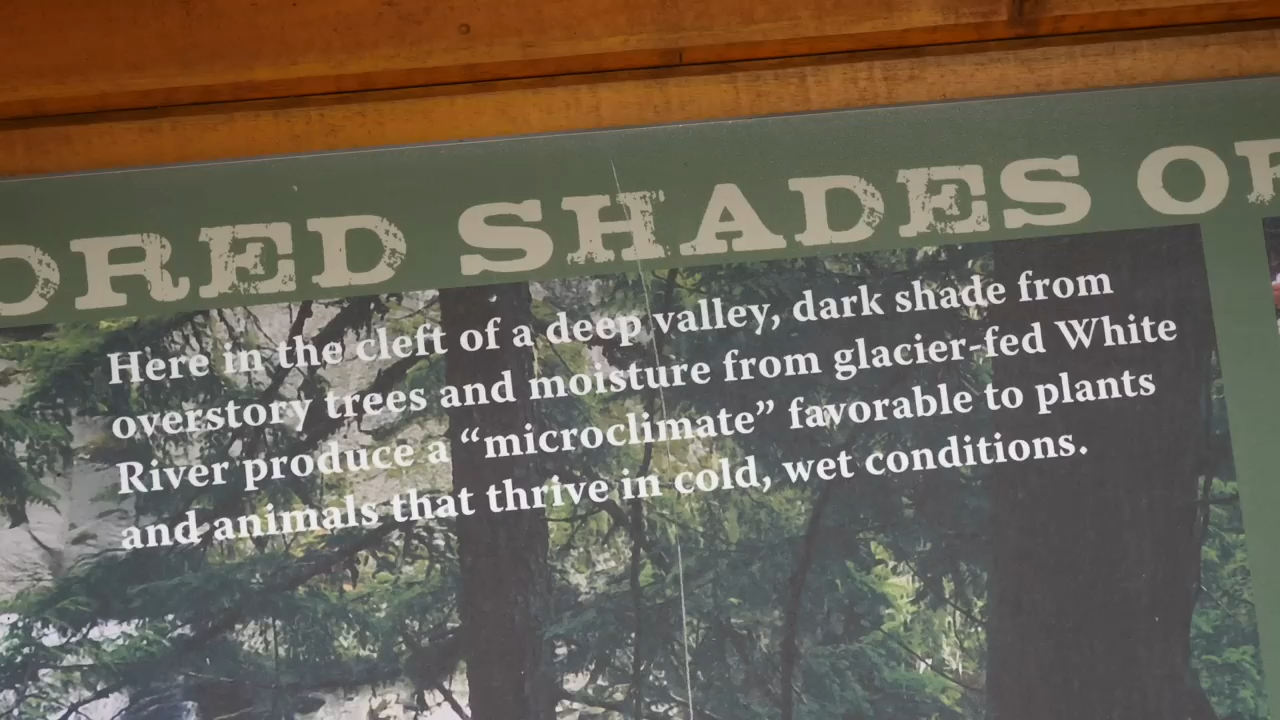 ORED SHADES O
Here in the cleft of a deep valley, dark shade from
overstory trees and moisture from glacier-fed White
River produce a “microclimate” favorable to plants
and animals that thrive in cold, wet conditions.